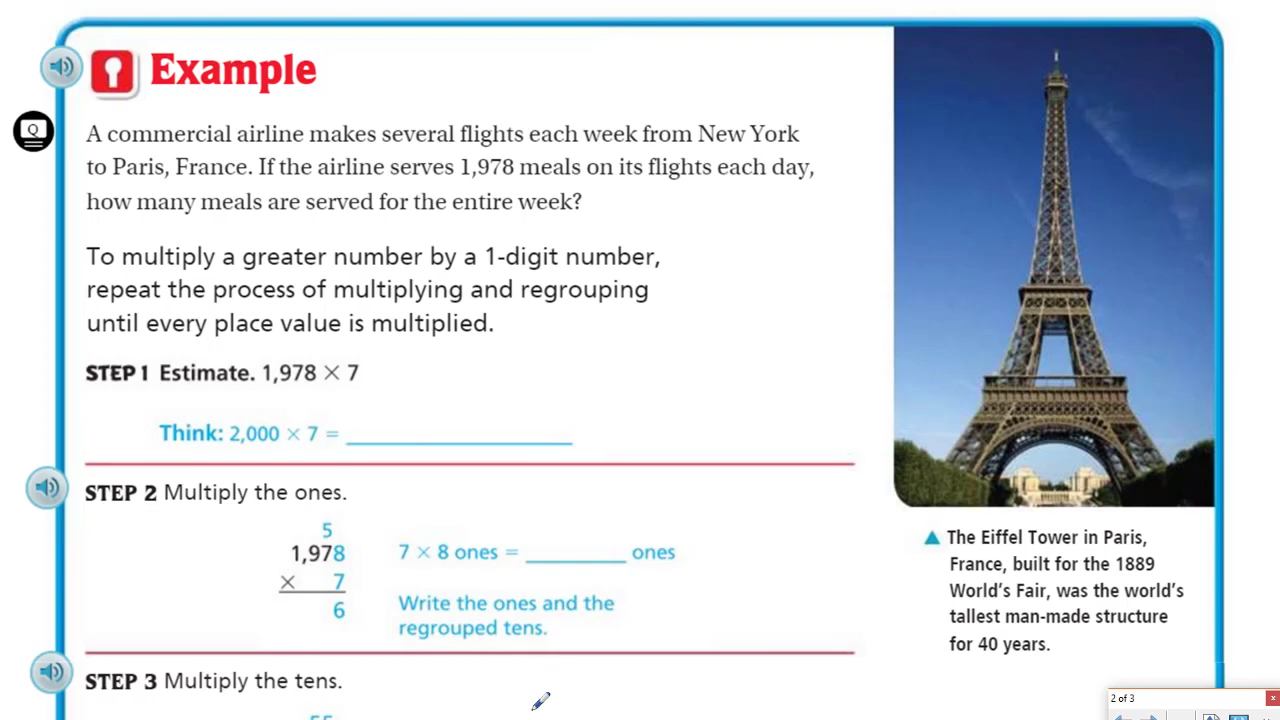 Example
Q
A commercial airline makes several flights each week from New York
to Paris, France. If the airline serves 1,978 meals on its flights each day,
how many meals are served for the entire week?
To multiply a greater number by a 1-digit number,
repeat the process of multiplying and regrouping
until every place value is multiplied.
STEP 1 Estimate. 1,978 × 7
Think: 2,000 × 7 = ____________________
STEP 2 Multiply the ones.
5
1,978
× 7
6
7 × 8 ones = _________ ones
Write the ones and the
regrouped tens.
STEP 3 Multiply the tens.
55
▲ The Eiffel Tower in Paris,
France, built for the 1889
World's Fair, was the world's
tallest man-made structure
for 40 years.
2 of 3
x